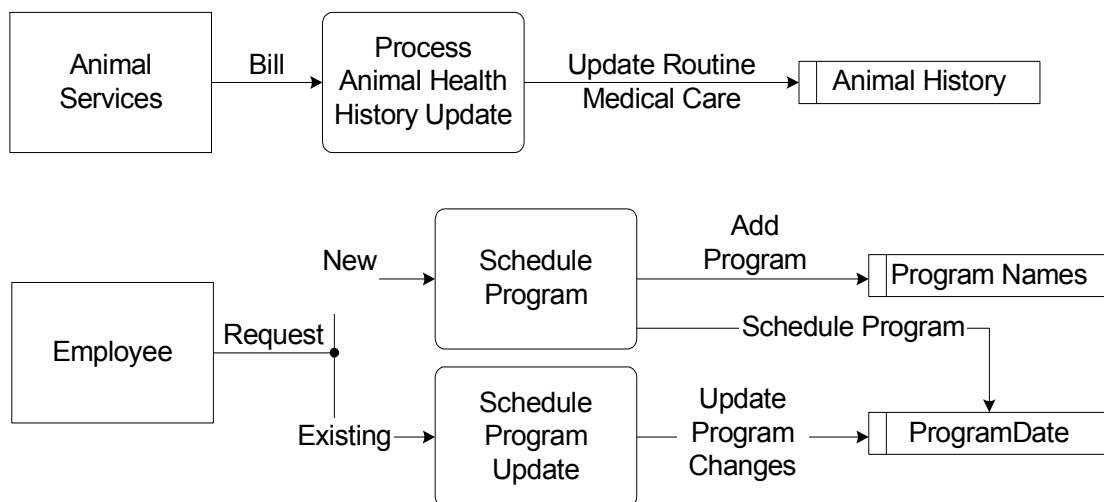 Animal
Services
Bill
Process
Animal Health
History Update
Update Routine
Medical Care
Animal History
Employee
Request
New
Existing
Schedule
Program
Add
Program
Program Names
Schedule Program
Schedule
Program
Update
Update
Program
Changes
ProgramDate